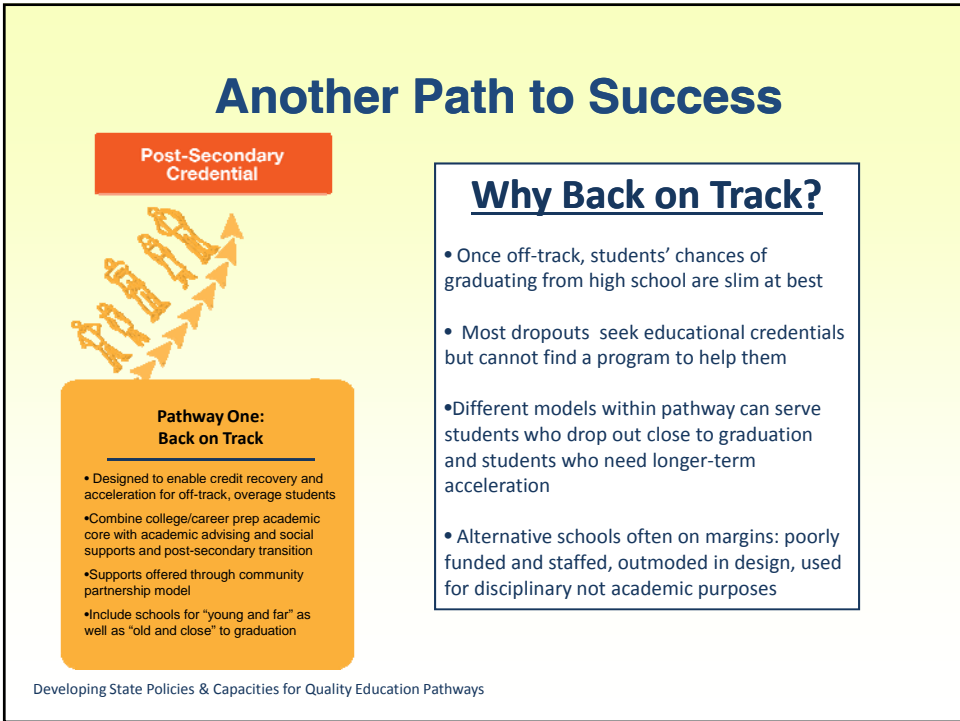 Another Path to Success
Post-Secondary
Credential
Pathway One:
Back on Track
• Designed to enable credit recovery and
acceleration for off-track, overage students
•Combine college/career prep academic
core with academic advising and social
supports and post-secondary transition
•Supports offered through community
partnership model
•Include schools for “young and far” as
well as “old and close” to graduation
Why Back on Track?
• Once off-track, students’ chances of
graduating from high school are slim at best
• Most dropouts seek educational credentials
but cannot find a program to help them
•Different models within pathway can serve
students who drop out close to graduation
and students who need longer-term
acceleration
• Alternative schools often on margins: poorly
funded and staffed, outmoded in design, used
for disciplinary not academic purposes
Developing State Policies & Capacities for Quality Education Pathways